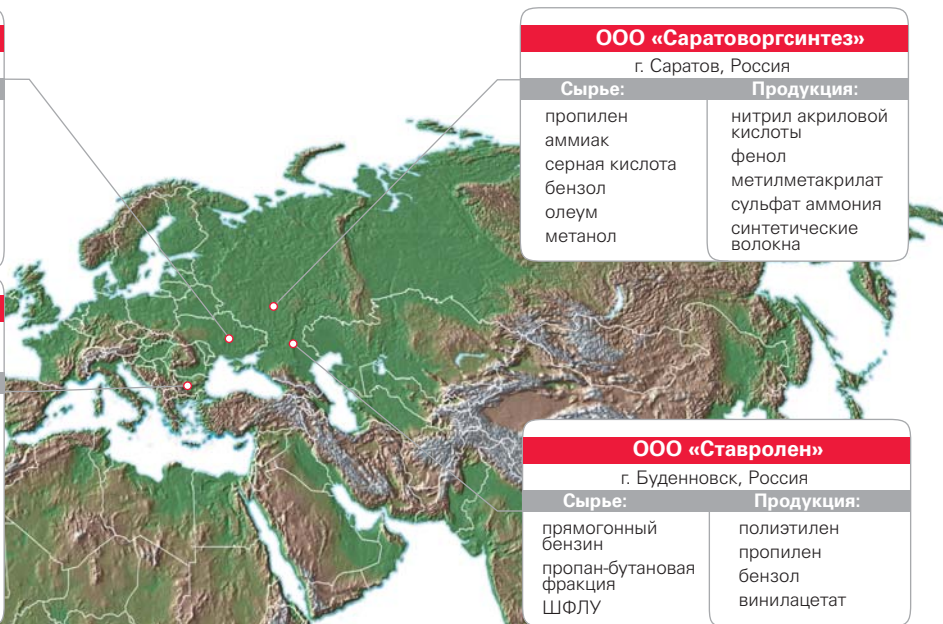 ООО «Саратоворгсинтез»
г. Саратов, Россия
Сырье:
пропилен
аммиак
серная кислота
бензол
олеум
метанол
Продукция:
нитрил акриловой
кислоты
фенол
метилметакрилат
сульфат аммония
синтетические
волокна
ООО «Ставролен»
г. Буденновск, Россия
Сырье:
прямогонный
бензин
пропан-бутановая
фракция
ШФЛУ
Продукция:
полиэтилен
пропилен
бензол
винилацетат